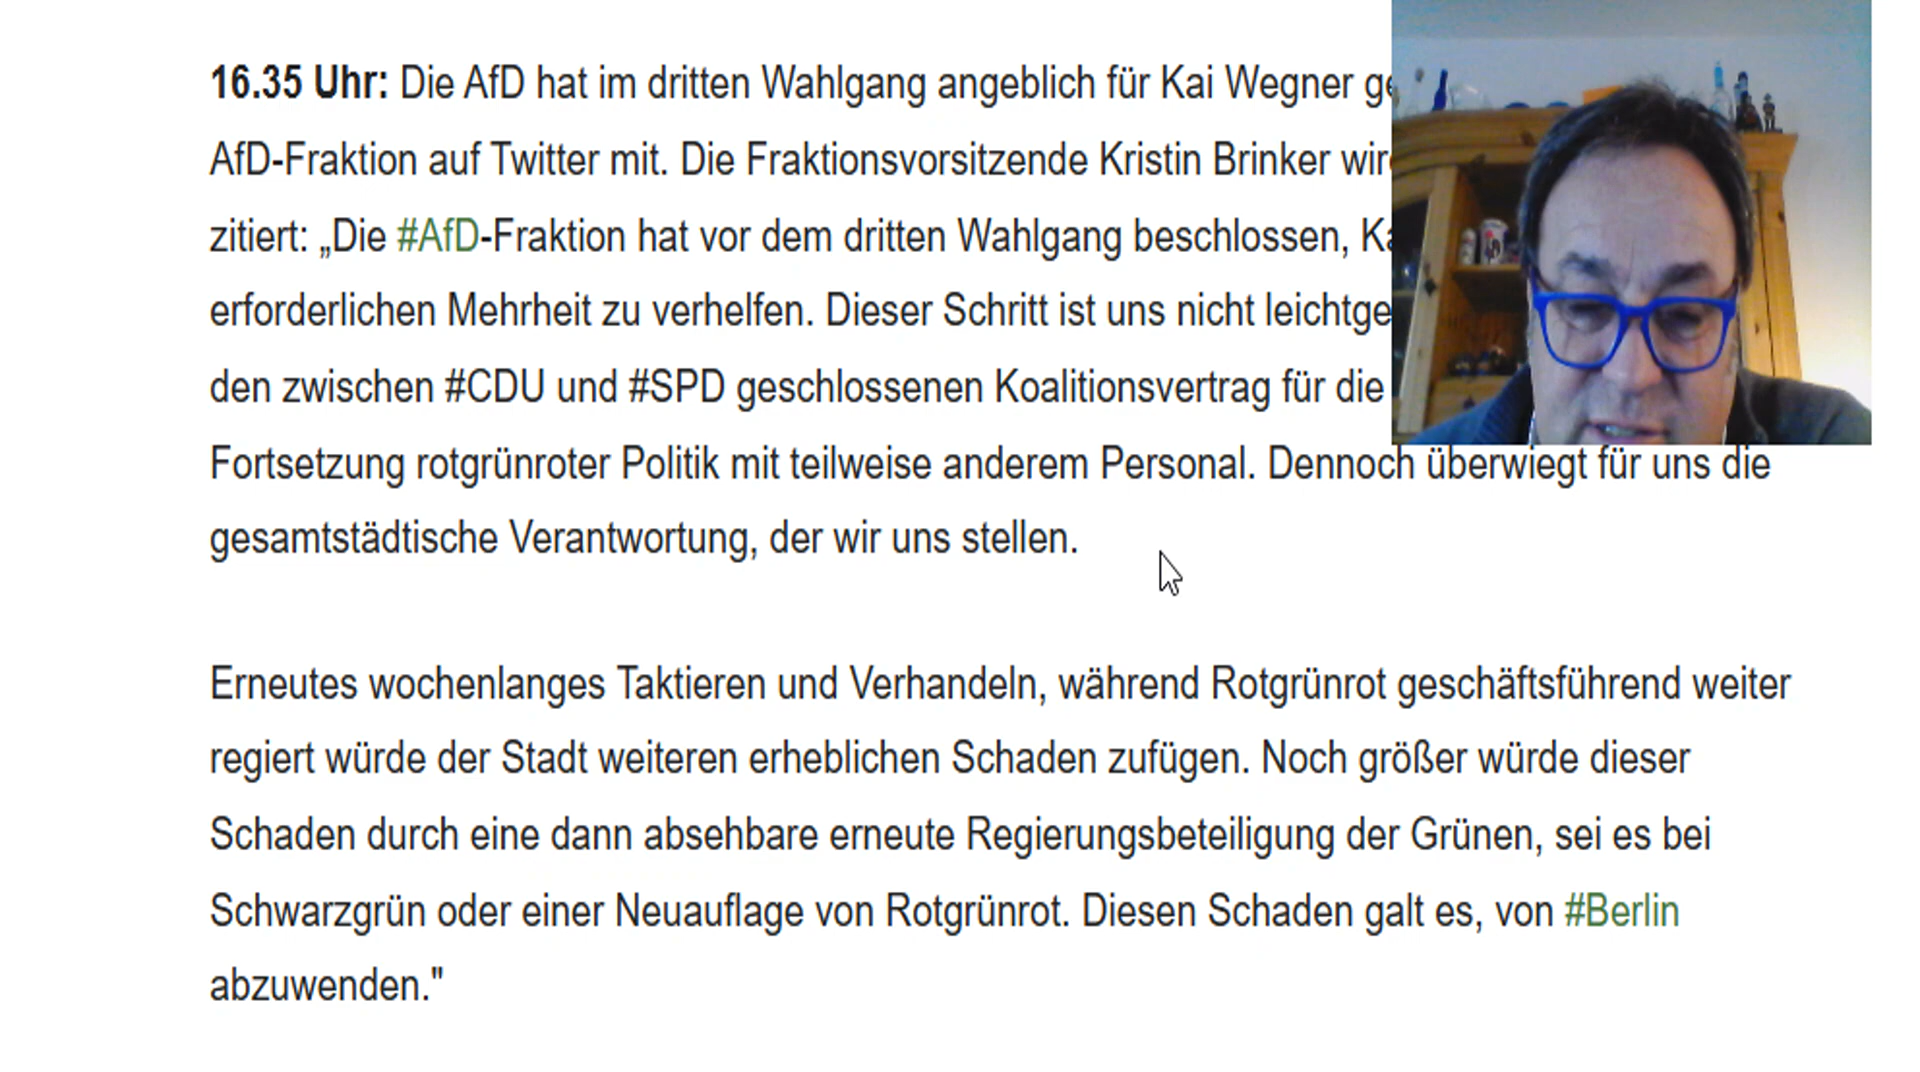 16.35 Uhr: Die AfD hat im dritten Wahlgang angeblich für Kai Wegner
AfD-Fraktion auf Twitter mit. Die Fraktionsvorsitzende Kristin Brinker
zitiert: „Die #AfD-Fraktion hat vor dem dritten Wahlgang beschlossen,
erforderlichen Mehrheit zu verhelfen. Dieser Schritt ist uns nicht
den zwischen #CDU und #SPD geschlossenen Koalitionsvertrag für die
Fortsetzung rotgrünroter Politik mit teilweise anderem Personal. Dennoch überwiegt für uns die
gesamtstädtische Verantwortung, der wir uns stellen.
Erneutes wochenlanges Taktieren und Verhandeln, während Rotgrünrot geschäftsführend weiter
regiert würde der Stadt weiteren erheblichen Schaden zufügen. Noch größer würde dieser
Schaden durch eine dann absehbare erneute Regierungsbeteiligung der Grünen, sei es bei
Schwarzgrün oder einer Neuauflage von Rotgrünrot. Diesen Schaden galt es, von #Berlin
abzuwenden."